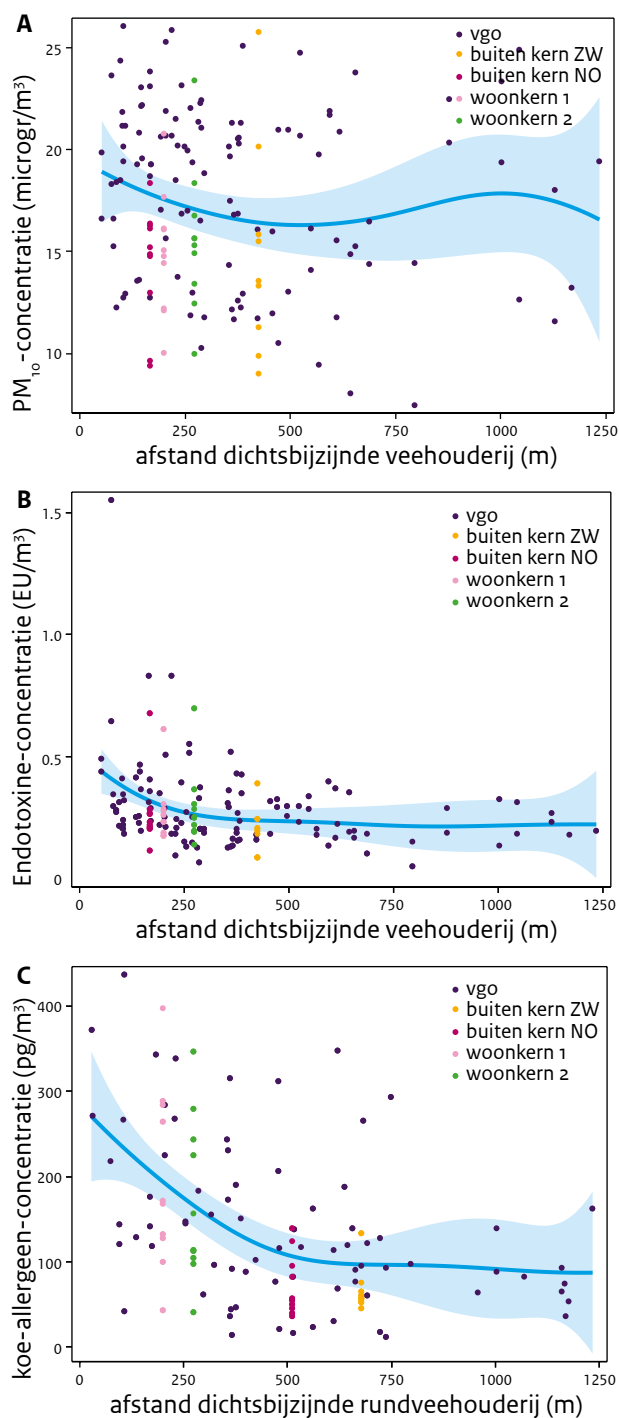 A
PM₁₀-concentratie (microgr/m³)
25
20
15
10
vgo
buiten kern ZW
buiten kern NO
woonkern 1
woonkern 2
0 250 500 750 1000 1250
afstand dichtsbijzijnde veehouderij (m)
B
Endotoxine-concentratie (EU/m³)
1.5
1.0
0.5
0
vgo
buiten kern ZW
buiten kern NO
woonkern 1
woonkern 2
0 250 500 750 1000 1250
afstand dichtsbijzijnde veehouderij (m)
C
koe-allergeen-concentratie (pg/m³)
400
300
200
100
0
vgo
buiten kern ZW
buiten kern NO
woonkern 1
woonkern 2
0 250 500 750 1000 1250
afstand dichtsbijzijnde rundveehouderij (m)